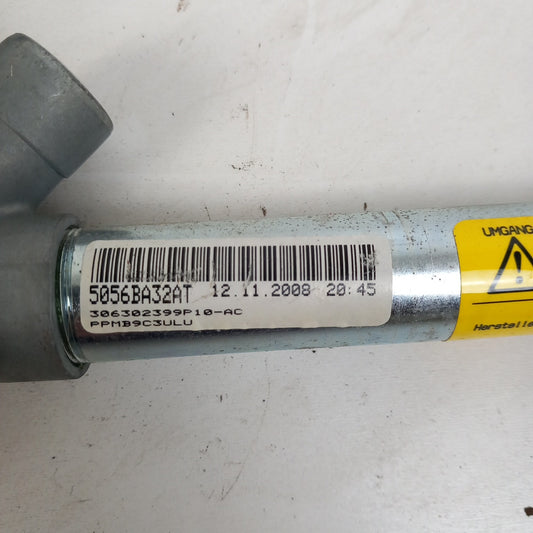 5056BA32AT 12.11.2008 20:45
306302399P10-AC
PPMB9C3ULU
UMGANG
Herstelle